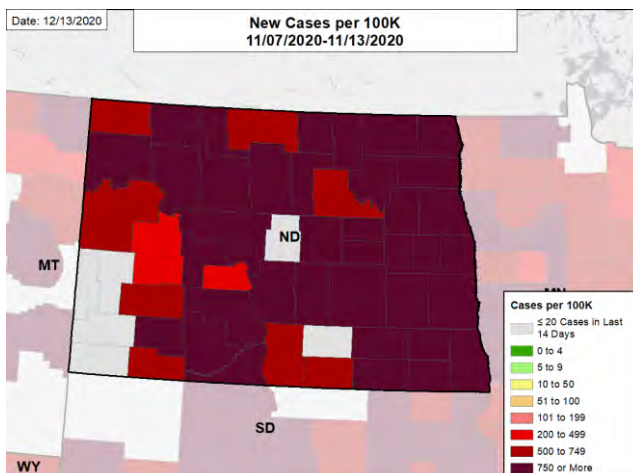 Date: 12/13/2020
New Cases per 100K
11/07/2020-11/13/2020
ND
MT
MN
SD
WY
Cases per 100K
≤ 20 Cases in Last
14 Days
0 to 4
5 to 9
10 to 50
51 to 100
101 to 199
200 to 499
500 to 749
750 or More